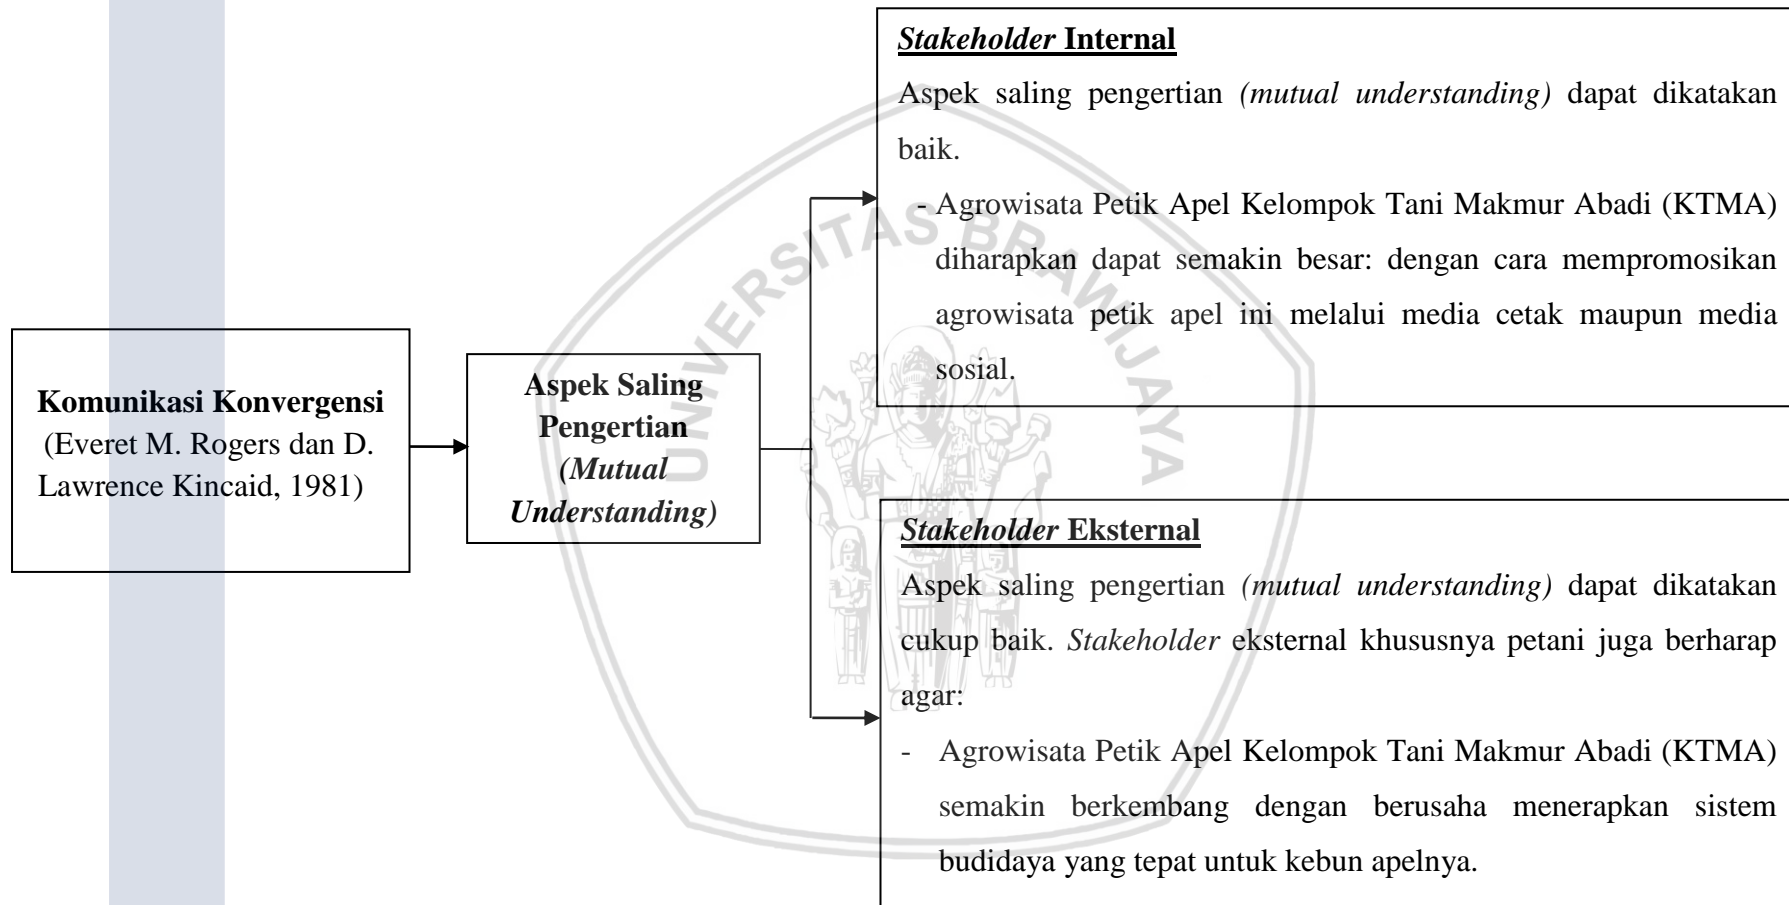 Komunikasi Konvergensi
(Everet M. Rogers dan D.
Lawrence Kincaid, 1981)
Aspek Saling
Pengertian
(Mutual
Understanding)
Stakeholder Internal
Aspek saling pengertian (mutual understanding) dapat dikatakan
baik.
- Agrowisata Petik Apel Kelompok Tani Makmur Abadi (KTMA)
diharapkan dapat semakin besar: dengan cara mempromosikan
agrowisata petik apel ini melalui media cetak maupun media
sosial.
Stakeholder Eksternal
Aspek saling pengertian (mutual understanding) dapat dikatakan
cukup baik. Stakeholder eksternal khususnya petani juga berharap
agar:
- Agrowisata Petik Apel Kelompok Tani Makmur Abadi (KTMA)
semakin berkembang dengan berusaha menerapkan sistem
budidaya yang tepat untuk kebun apelnya.
UNIVERSITAS BRAWIJAYA